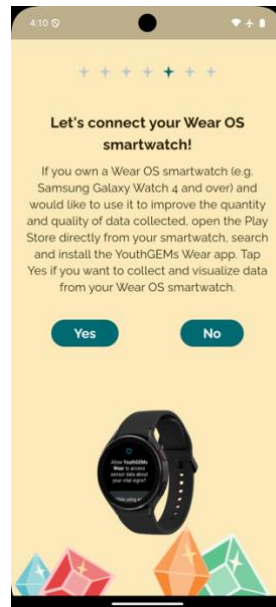 4:10
Let's connect your Wear OS
smartwatch!
If you own a Wear OS smartwatch (e.g.
Samsung Galaxy Watch 4 and over) and
would like to use it to improve the quantity
and quality of data collected, open the Play
Store directly from your smartwatch, search
and install the YouthGEMs Wear app. Tap
Yes if you want to collect and visualize data
from your Wear OS smartwatch.
Yes No
Allow YouthGEMs
Wear to access
sensor data about
your vital signs?